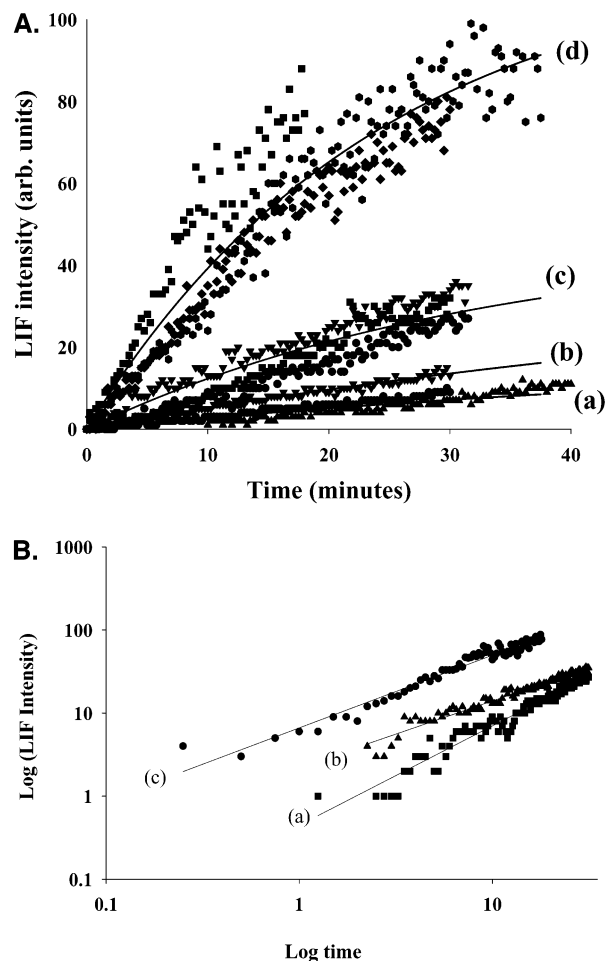 A.
LIF intensity (arb. units)
100
80
60
40
20
0
0
10
20
30
40
Time (minutes)
(d)
(c)
(b)
(a)
B.
Log (LIF Intensity)
1000
100
10
1
0.1
0.1
1
10
Log time
(c)
(b)
(a)